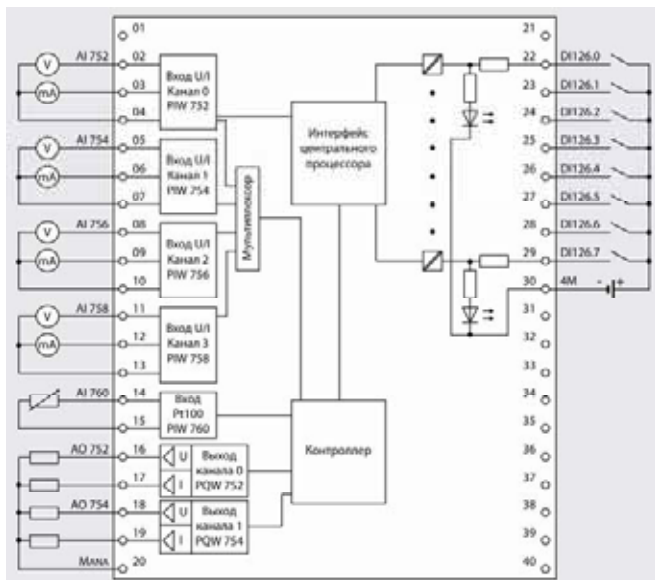 01
AI 752
02
V
03
mA
04
Вход U/I
Канал 0
PIW 752
AI 754
05
V
06
mA
07
Вход U/I
Канал 1
PIW 754
AI 756
08
V
09
mA
10
Вход U/I
Канал 2
PIW 756
AI 758
11
V
12
mA
13
Вход U/I
Канал 3
PIW 758
AI 760
14
15
Вход
Pt100
PIW 760
AO 752
16
17
U
I
Выход
канала 0
PQW 752
AO 754
18
19
U
I
Выход
канала 1
PQW 754
MANA
20
Мультиплексор
Интерфейс
центрального
процессора
Контроллер
21
22
DI126.0
23
DI126.1
24
DI126.2
25
DI126.3
26
DI126.4
27
DI126.5
28
DI126.6
29
DI126.7
30
4M
- +
31
32
33
34
35
36
37
38
39
40